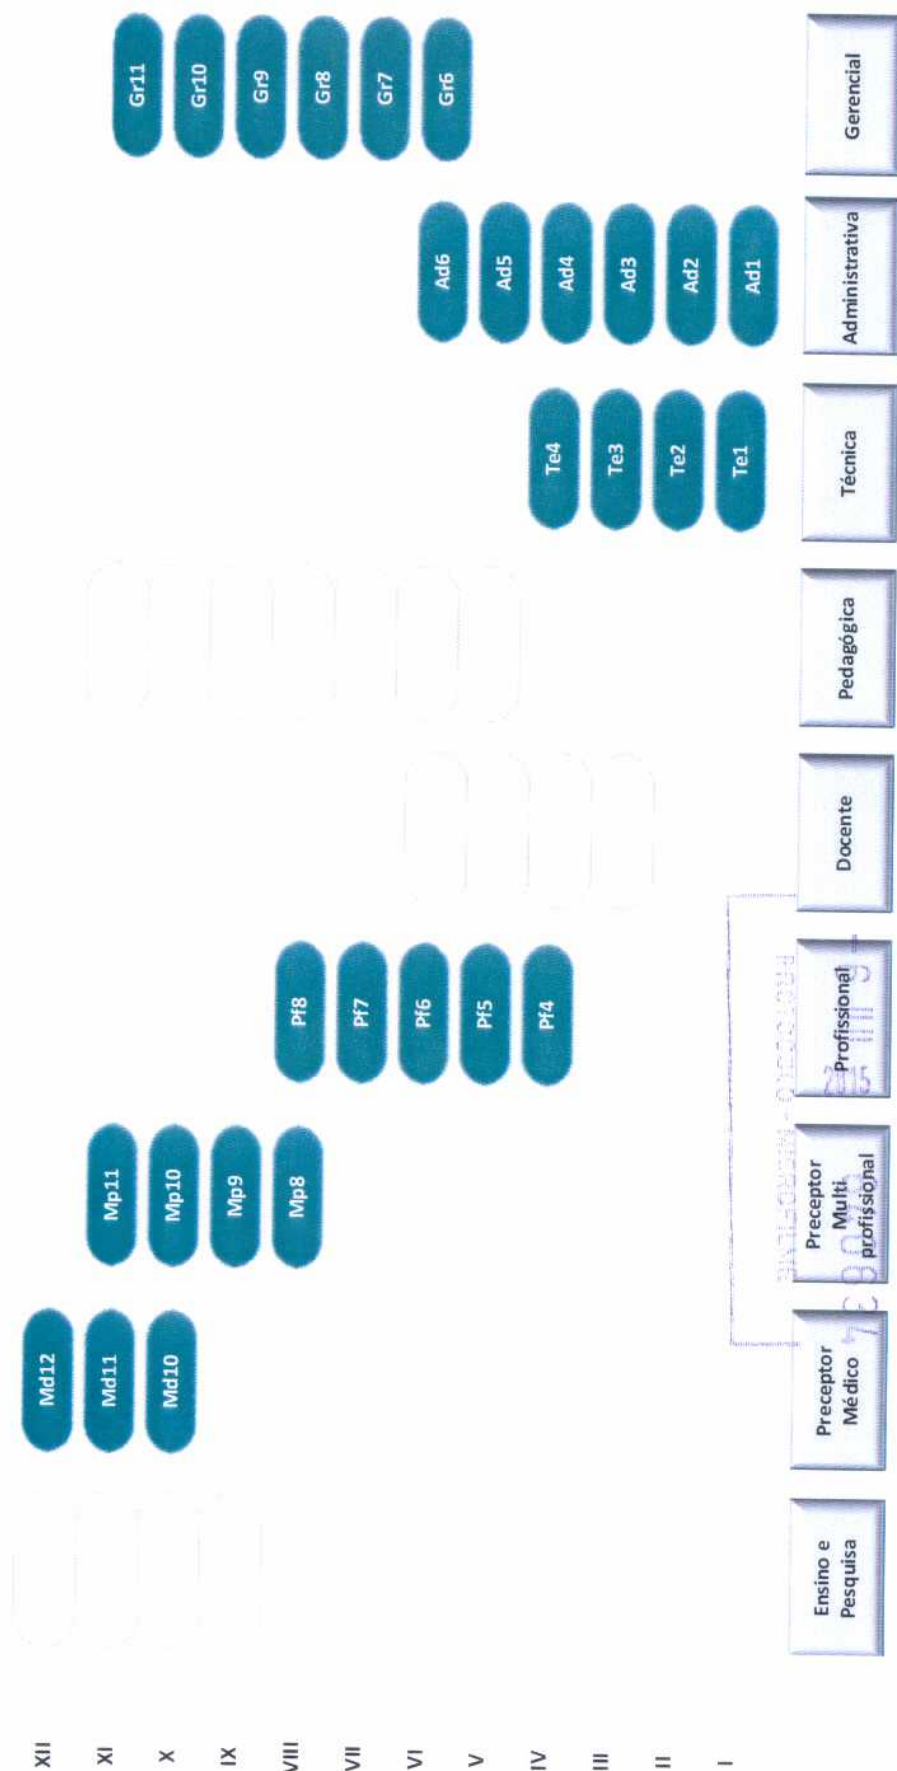 XII
XI
X
IX
VIII
VII
VI
V
IV
III
II
I
Md12
Md11
Md10
Mp11
Mp10
Mp9
Mp8
Pf8
Pf7
Pf6
Pf5
Pf4
Te4
Te3
Te2
Te1
Ad6
Ad5
Ad4
Ad3
Ad2
Ad1
Gr11
Gr10
Gr9
Gr8
Gr7
Gr6
Ensino e
Pesquisa
Preceptor
Médico
Preceptor
Multi
profissional
Profissional
Docente
Pedagógica
Técnica
Administrativa
Gerencial